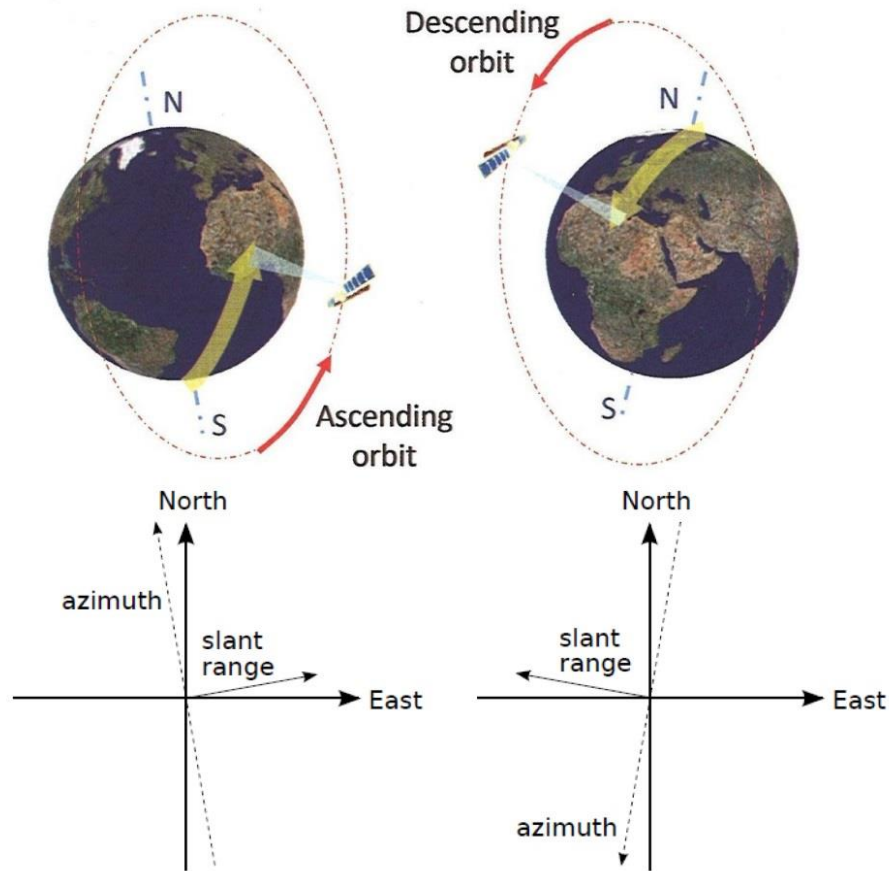 Descending
orbit
N
N
S
Ascending
orbit
S
North
azimuth
slant
range
East
North
slant
range
East
azimuth